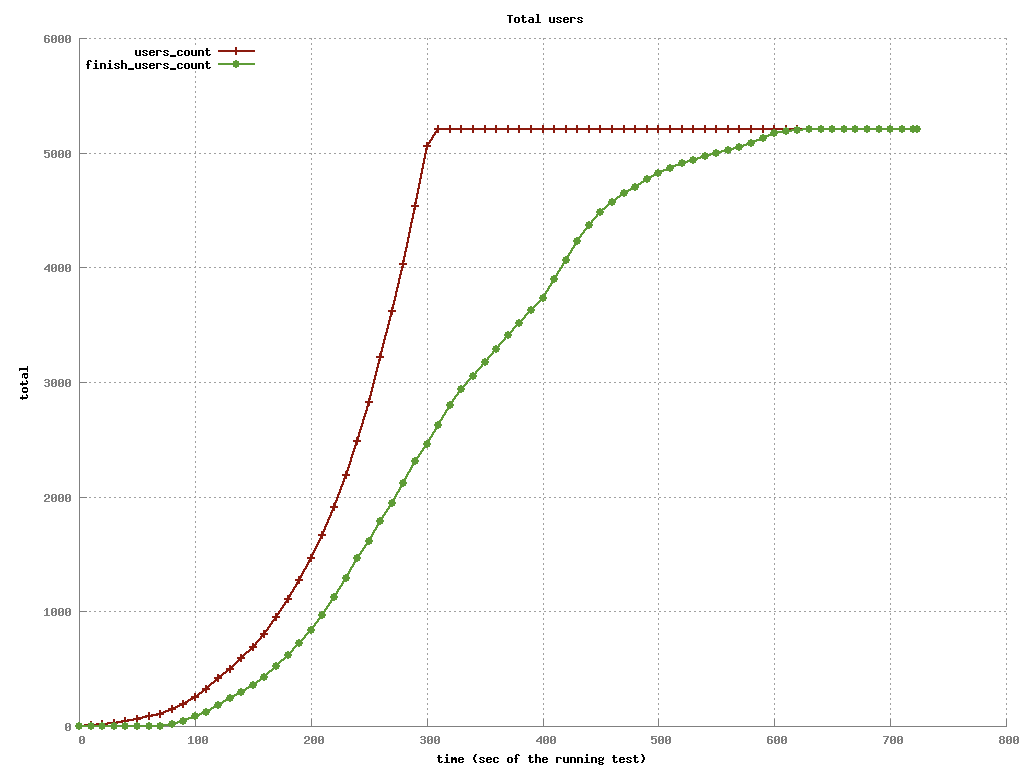 Total users
users_count
finish_users_count
6000
5000
4000
3000
2000
1000
0
total
0 100 200 300 400 500 600 700 800
time (sec of the running test)